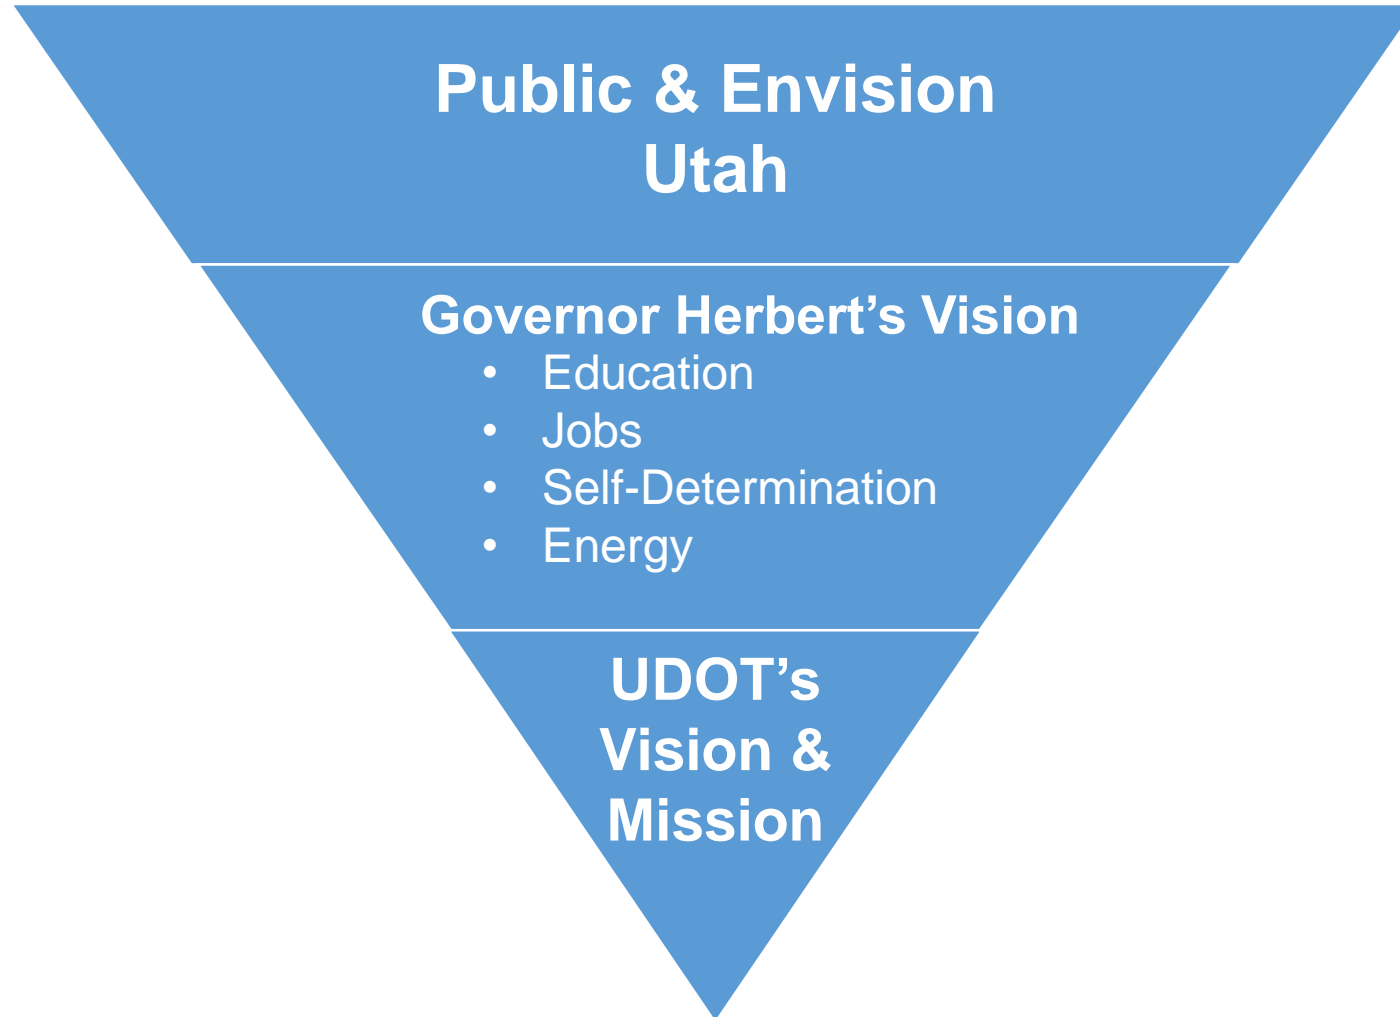 Public & Envision
Utah
Governor Herbert’s Vision
• Education
• Jobs
• Self-Determination
• Energy
UDOT’s
Vision &
Mission